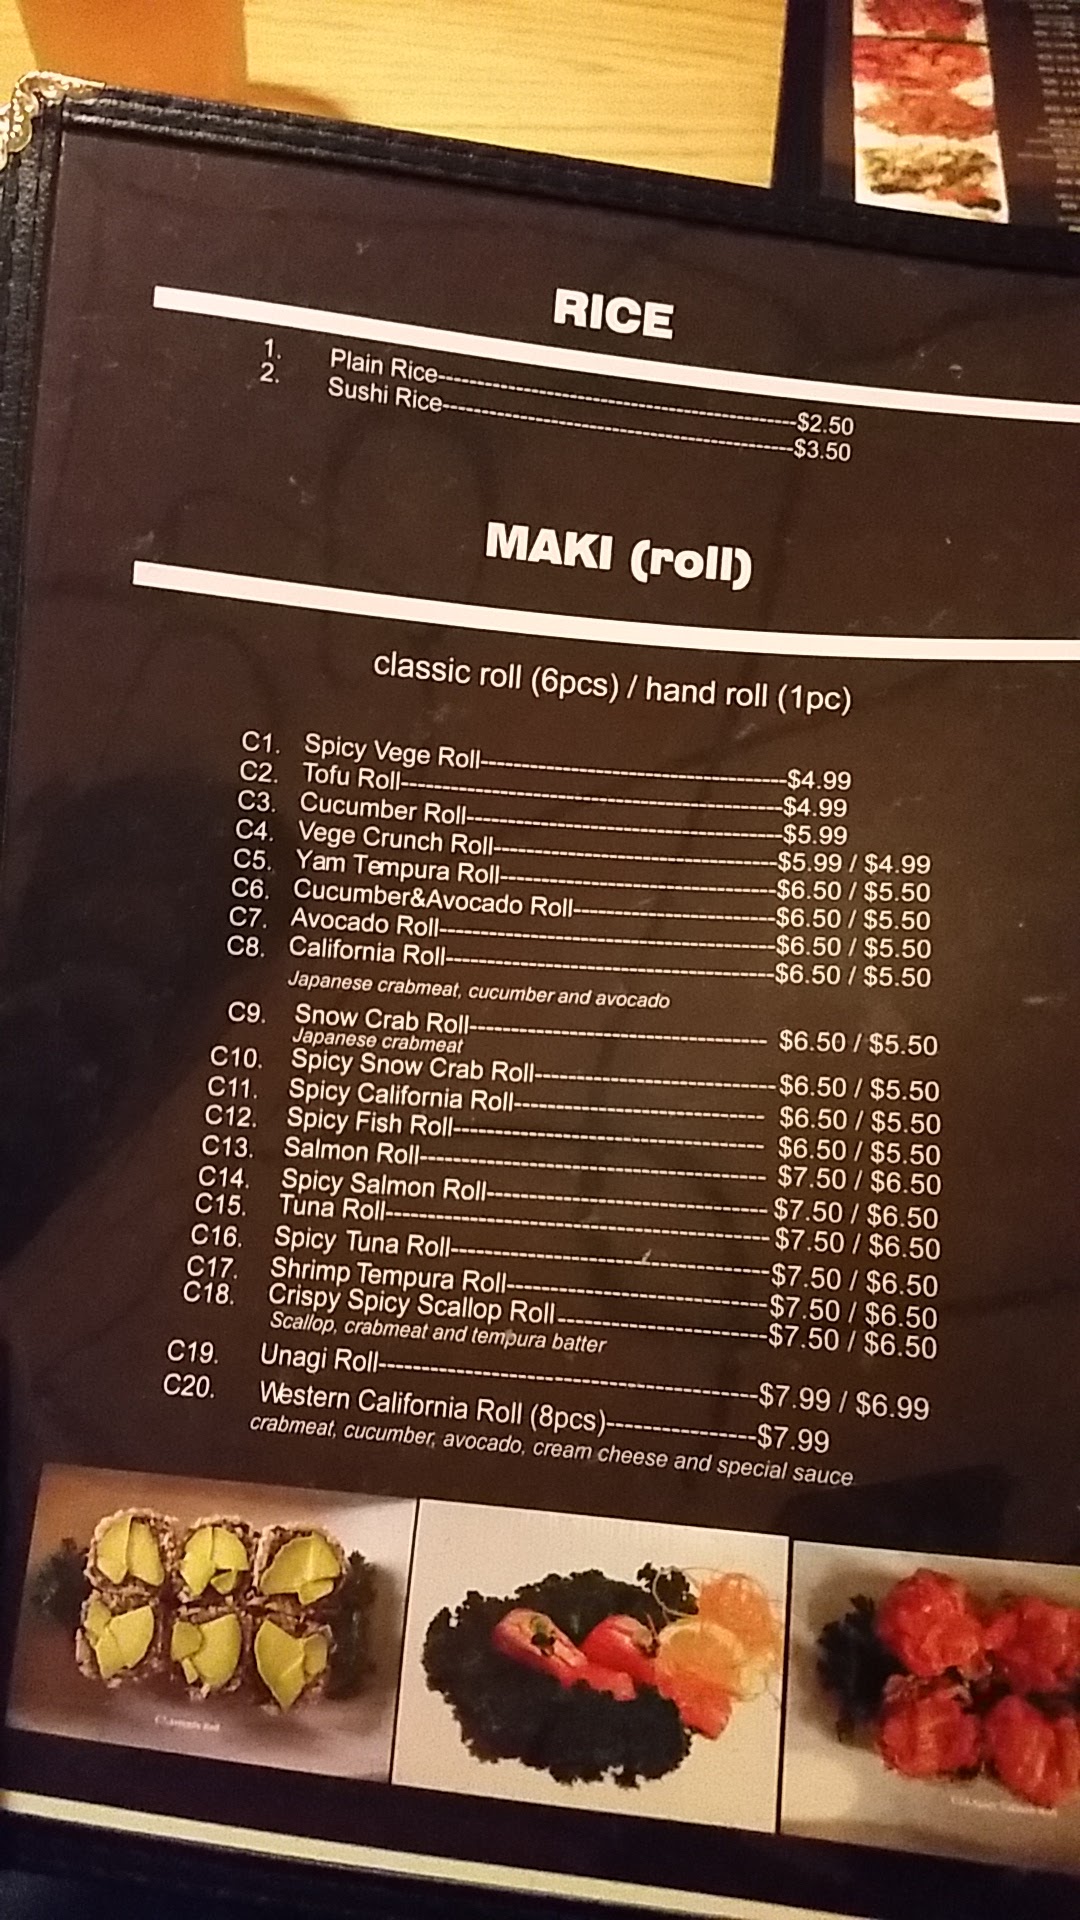 RICE
1. Plain Rice $2.50
2. Sushi Rice $3.50
MAKI (roll)
classic roll (6pcs) / hand roll (1pc)
C1. Spicy Vege Roll $4.99
C2. Tofu Roll $4.99
C3. Cucumber Roll $5.99
C4. Vege Crunch Roll $5.99 / $4.99
C5. Yam Tempura Roll $6.50 / $5.50
C6. Cucumber&Avocado Roll $6.50 / $5.50
C7. Avocado Roll $6.50 / $5.50
C8. California Roll $6.50 / $5.50
Japanese crabmeat, cucumber and avocado
C9. Snow Crab Roll $6.50 / $5.50
Japanese crabmeat
C10. Spicy Snow Crab Roll $6.50 / $5.50
C11. Spicy California Roll $6.50 / $5.50
C12. Spicy Fish Roll $6.50 / $5.50
C13. Salmon Roll $7.50 / $6.50
C14. Spicy Salmon Roll $7.50 / $6.50
C15. Tuna Roll $7.50 / $6.50
C16. Spicy Tuna Roll $7.50 / $6.50
C17. Shrimp Tempura Roll $7.50 / $6.50
C18. Crispy Spicy Scallop Roll $7.50 / $6.50
Scallop, crabmeat and tempura batter
C19. Unagi Roll $7.99 / $6.99
C20. Western California Roll (8pcs) $7.99
crabmeat, cucumber, avocado, cream cheese and special sauce